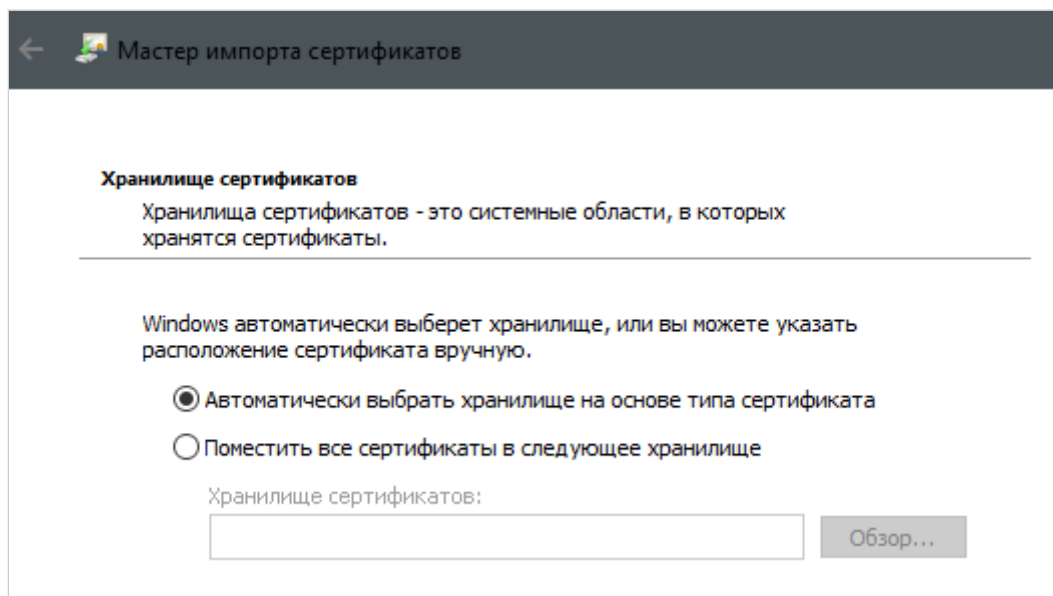 Мастер импорта сертификатов
Хранилище сертификатов
Хранилища сертификатов - это системные области, в которых
хранятся сертификаты.
Windows автоматически выберет хранилище, или вы можете указать
расположение сертификата вручную.
Автоматически выбрать хранилище на основе типа сертификата
Поместить все сертификаты в следующее хранилище
Хранилище сертификатов:
Обзор...